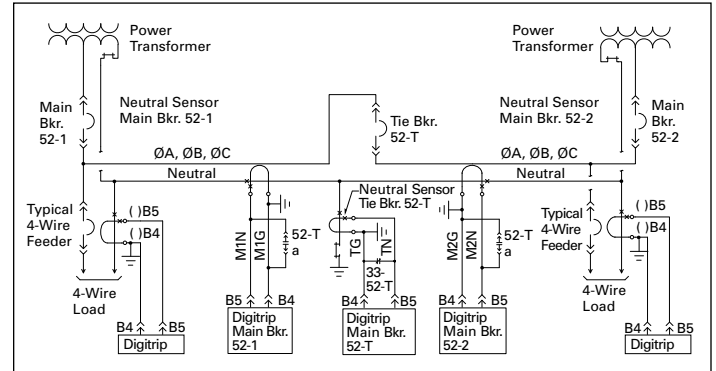 Power
Transformer
Power
Transformer
Main
Bkr.
52-1
Neutral Sensor
Main Bkr. 52-1
Tie Bkr.
52-T
Neutral Sensor
Main Bkr. 52-2
Main
Bkr.
52-2
ØA, ØB, ØC
ØA, ØB, ØC
Neutral
Neutral
Typical
4-Wire
Feeder
( )B5
( )B4
M1N
M1G
52-T
a
Neutral Sensor
Tie Bkr. 52-T
TG
TN
33-
52-T
M2G
M2N
52-T
a
Typical
4-Wire
Feeder
( )B5
( )B4
4-Wire
Load
4-Wire
Load
B4 B5
Digitrip
B5 B4
Digitrip
Main Bkr.
52-1
B4 B5
Digitrip
Main Bkr.
52-T
B4 B5
Digitrip
Main Bkr.
52-2
B4 B5
Digitrip